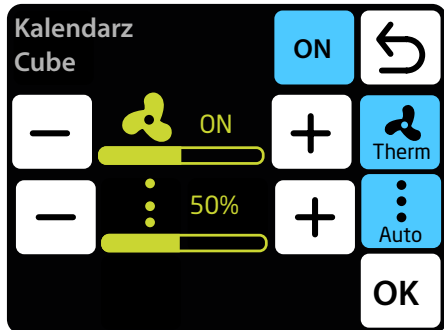 Kalendarz
Cube
ON
ON
Therm
50%
Auto
OK